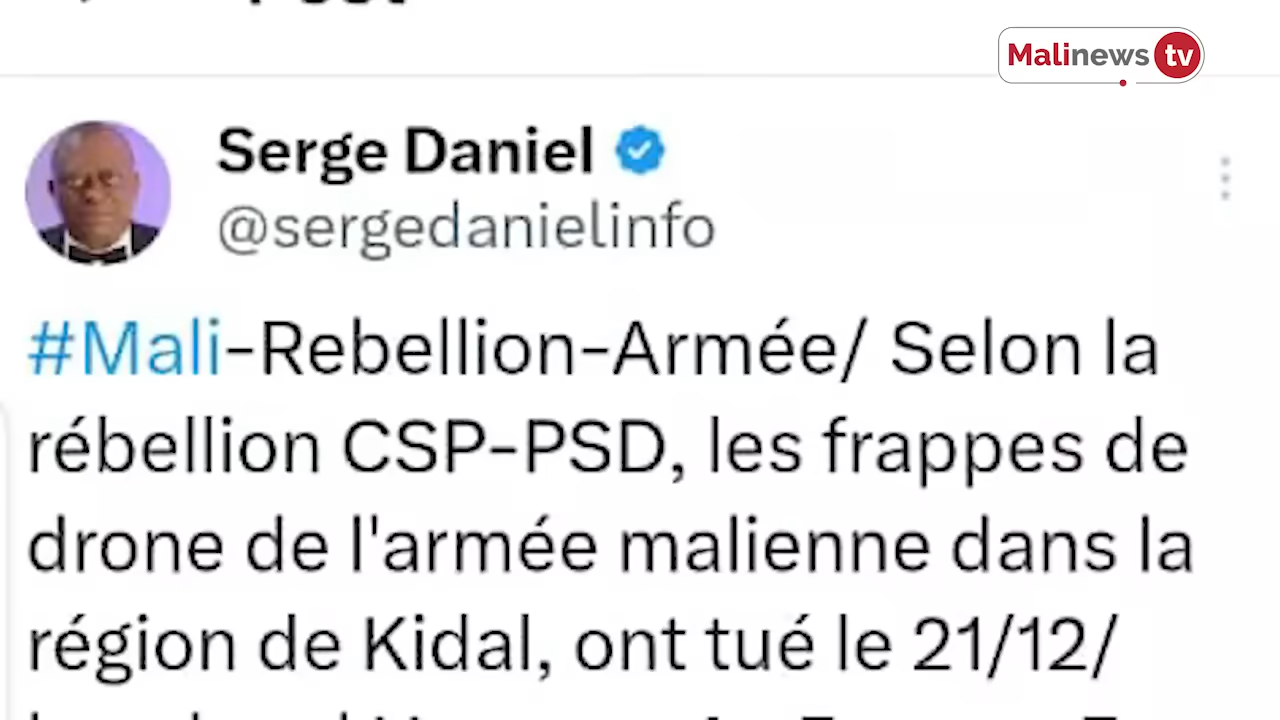 Malinews tv
Serge Daniel
@sergedanielinfo
#Mali-Rebellion-Armée/ Selon la
rébellion CSP-PSD, les frappes de
drone de l'armée malienne dans la
région de Kidal, ont tué le 21/12/